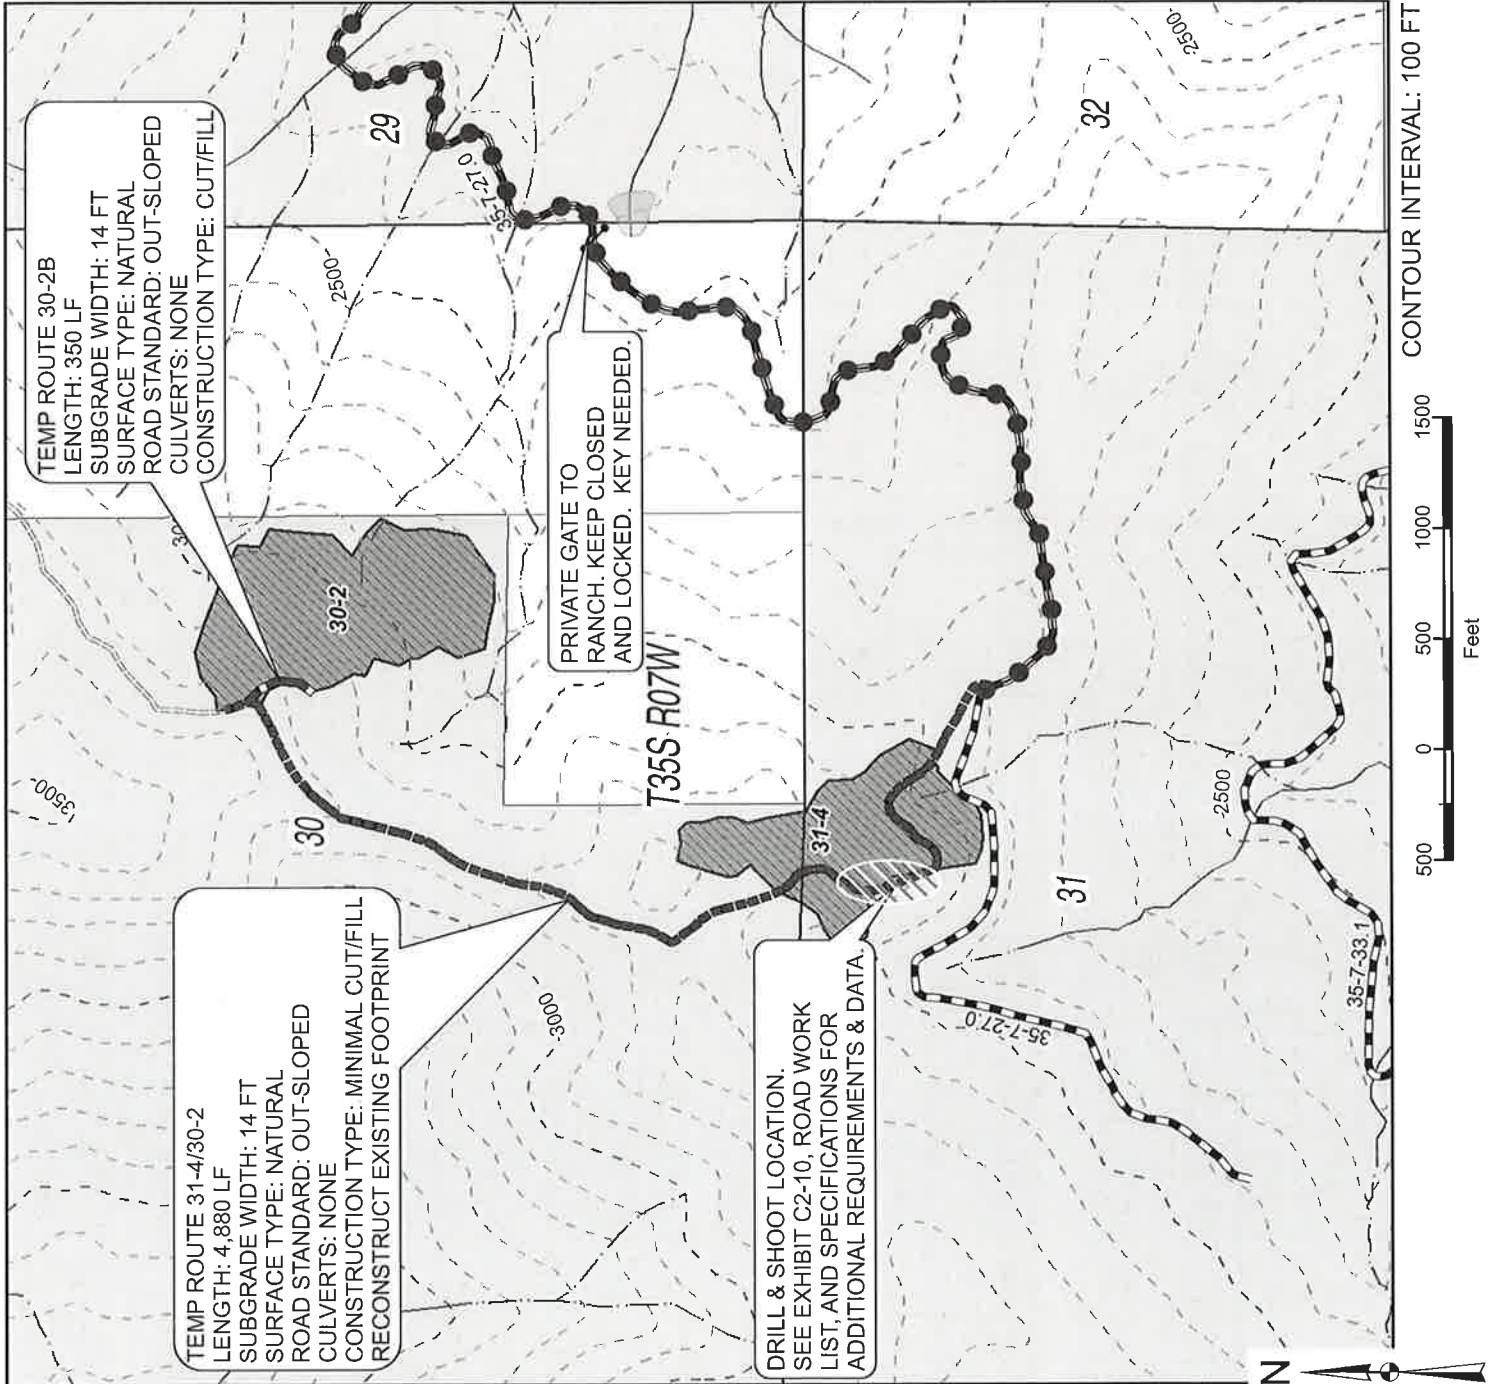 TEMP ROUTE 30-2B
LENGTH: 350 LF
SUBGRADE WIDTH: 14 FT
SURFACE TYPE: NATURAL
ROAD STANDARD: OUT-SLOPED
CULVERTS: NONE
CONSTRUCTION TYPE: CUT/FILL
29
35-7-27.0
2500
2500
32
30-2
PRIVATE GATE TO
RANCH. KEEP CLOSED
AND LOCKED. KEY NEEDED.
T35S R07W
3500
30
TEMP ROUTE 31-4/30-2
LENGTH: 4,880 LF
SUBGRADE WIDTH: 14 FT
SURFACE TYPE: NATURAL
ROAD STANDARD: OUT-SLOPED
CULVERTS: NONE
CONSTRUCTION TYPE: MINIMAL CUT/FILL
RECONSTRUCT EXISTING FOOTPRINT
3000
31-4
DRILL & SHOOT LOCATION.
SEE EXHIBIT C2-10, ROAD WORK
LIST, AND SPECIFICATIONS FOR
ADDITIONAL REQUIREMENTS & DATA.
31
35-7-27.0
2500
35-7-33.1
CONTOUR INTERVAL: 100 FT
500 0 500 1000 1500
Feet
N